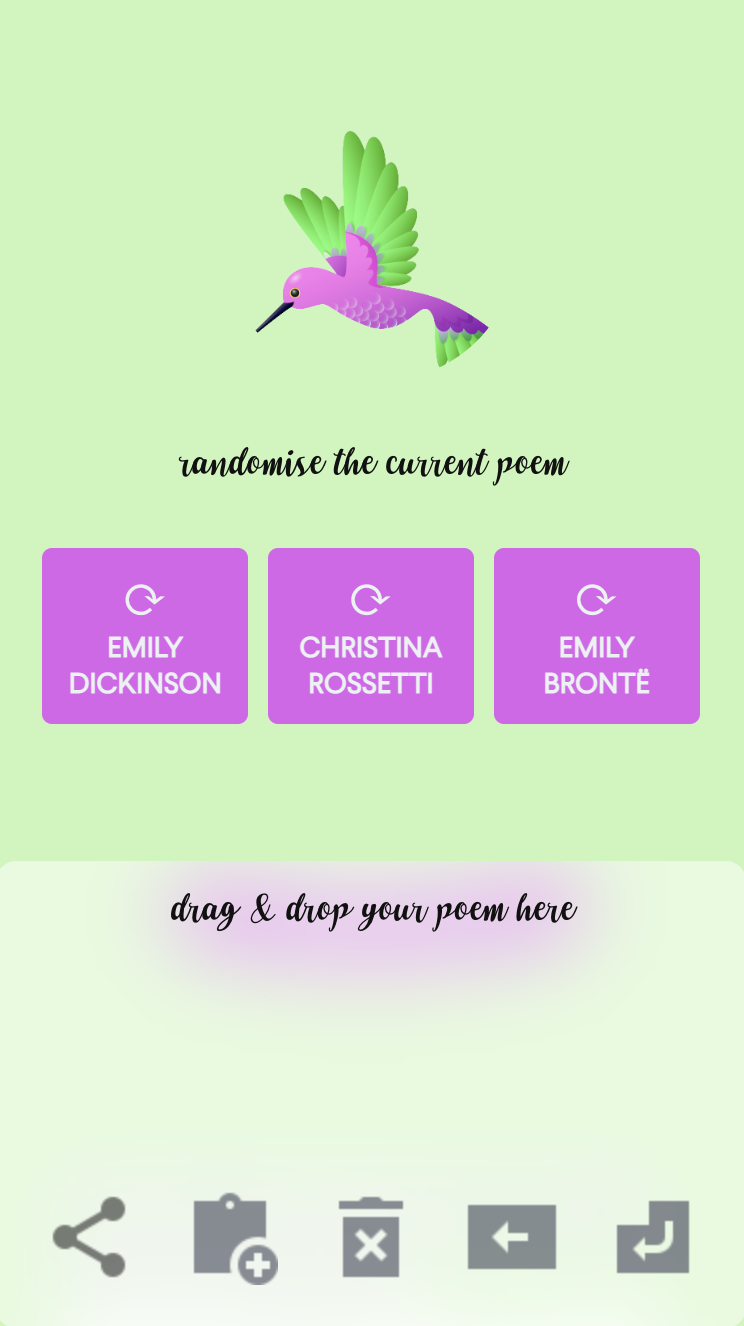 randomise the current poem
EMILY
DICKINSON
CHRISTINA
ROSSETTI
EMILY
BRONTË
drag & drop your poem here